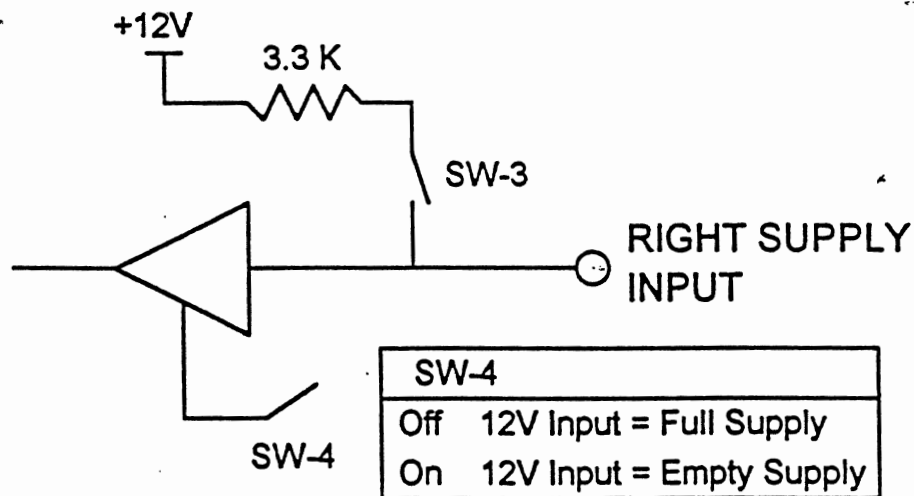 +12V
3.3 K
SW-3
RIGHT SUPPLY
INPUT
SW-4
SW-4
Off 12V Input = Full Supply
On 12V Input = Empty Supply